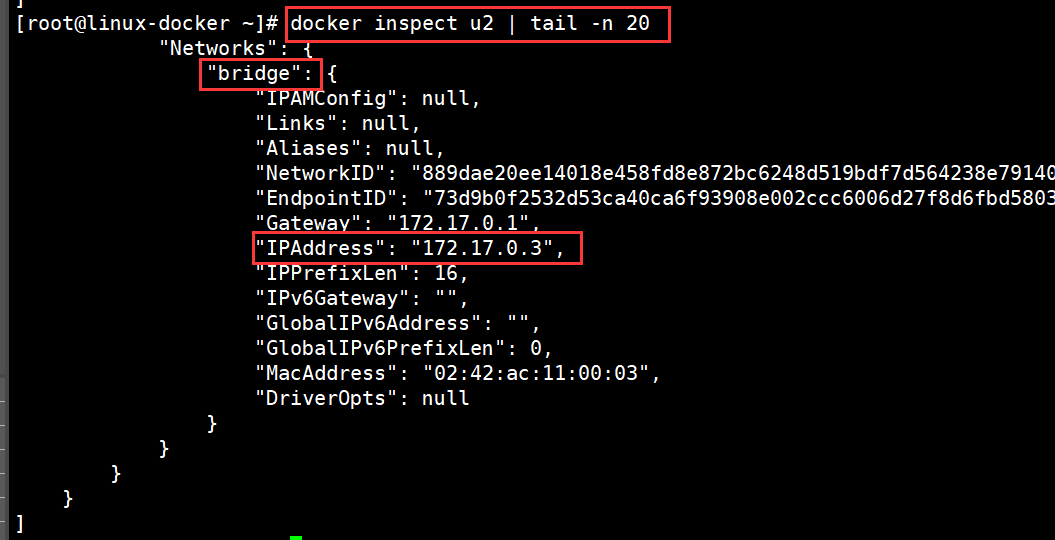 ]
[root@linux-docker ~]# docker inspect u2 | tail -n 20
            "Networks": {
                "bridge": {
                    "IPAMConfig": null,
                    "Links": null,
                    "Aliases": null,
                    "NetworkID": "889dae20ee14018e458fd8e872bc6248d519bdf7d564238e79140
                    "EndpointID": "73d9b0f2532d53ca40ca6f93908e002ccc6006d27f8d6fbd5803
                    "Gateway": "172.17.0.1",
                    "IPAddress": "172.17.0.3",
                    "IPPrefixLen": 16,
                    "IPv6Gateway": "",
                    "GlobalIPv6Address": "",
                    "GlobalIPv6PrefixLen": 0,
                    "MacAddress": "02:42:ac:11:00:03",
                    "DriverOpts": null
                }
            }
        }
    }
]